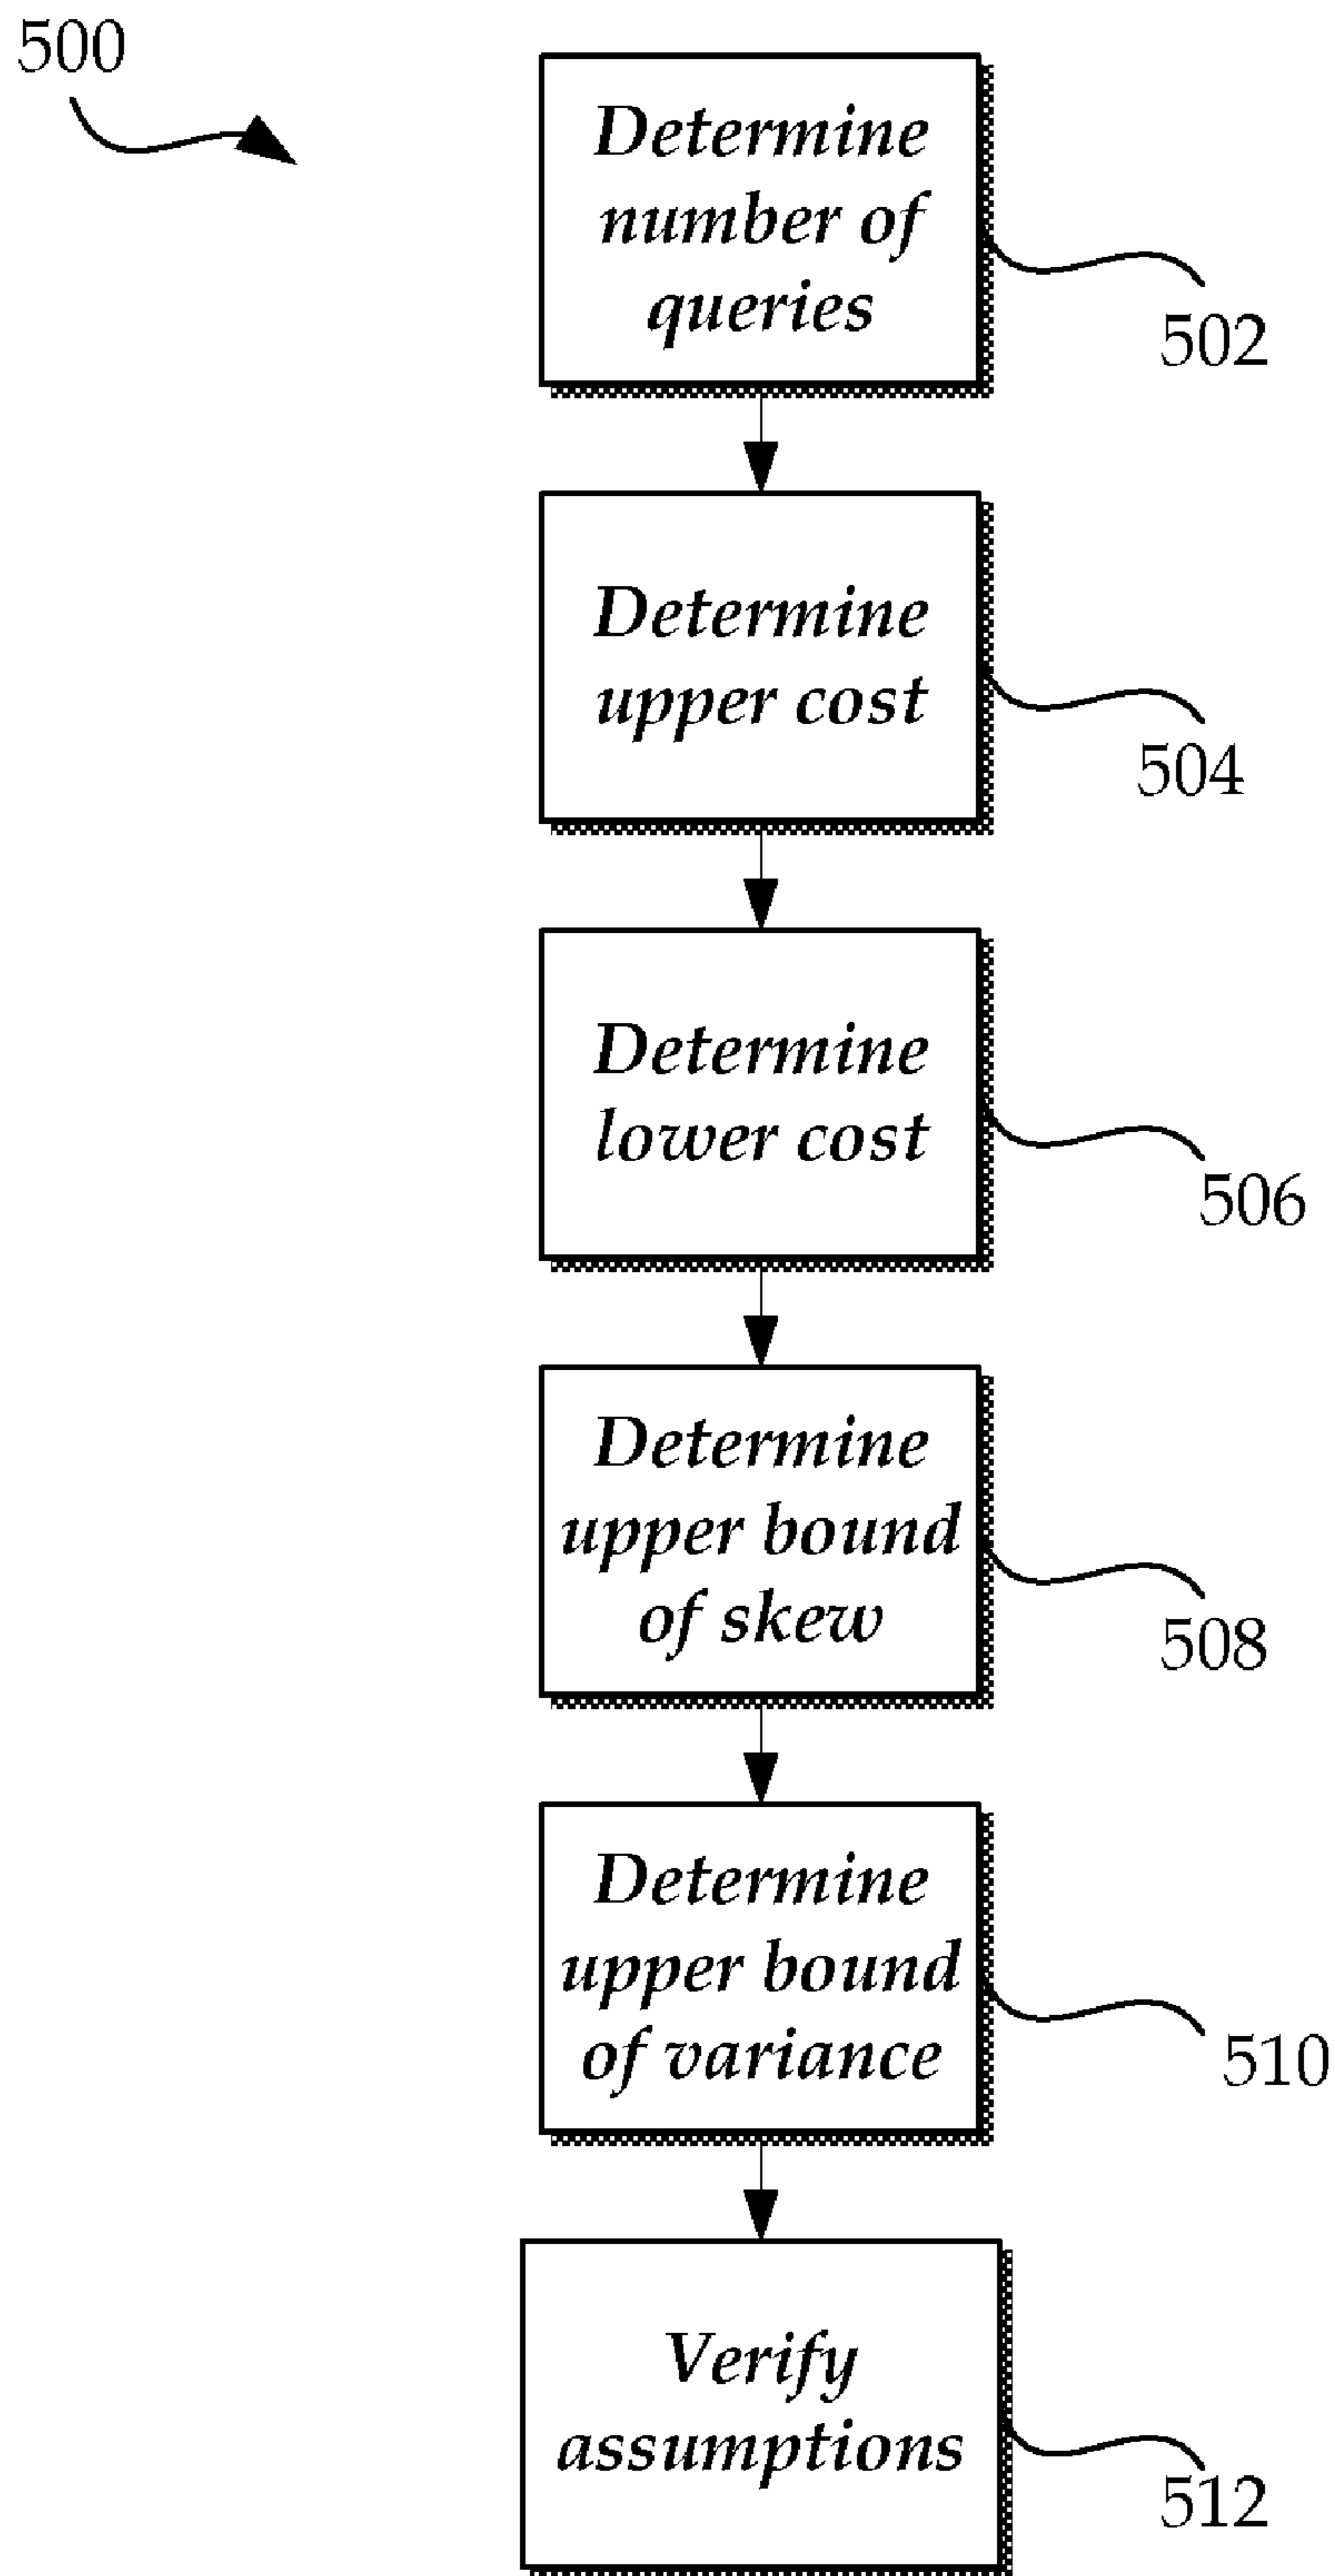 500
Determine
number of
queries
502
Determine
upper cost
504
Determine
lower cost
506
Determine
upper bound
of skew
508
Determine
upper bound
of variance
510
Verify
assumptions
512